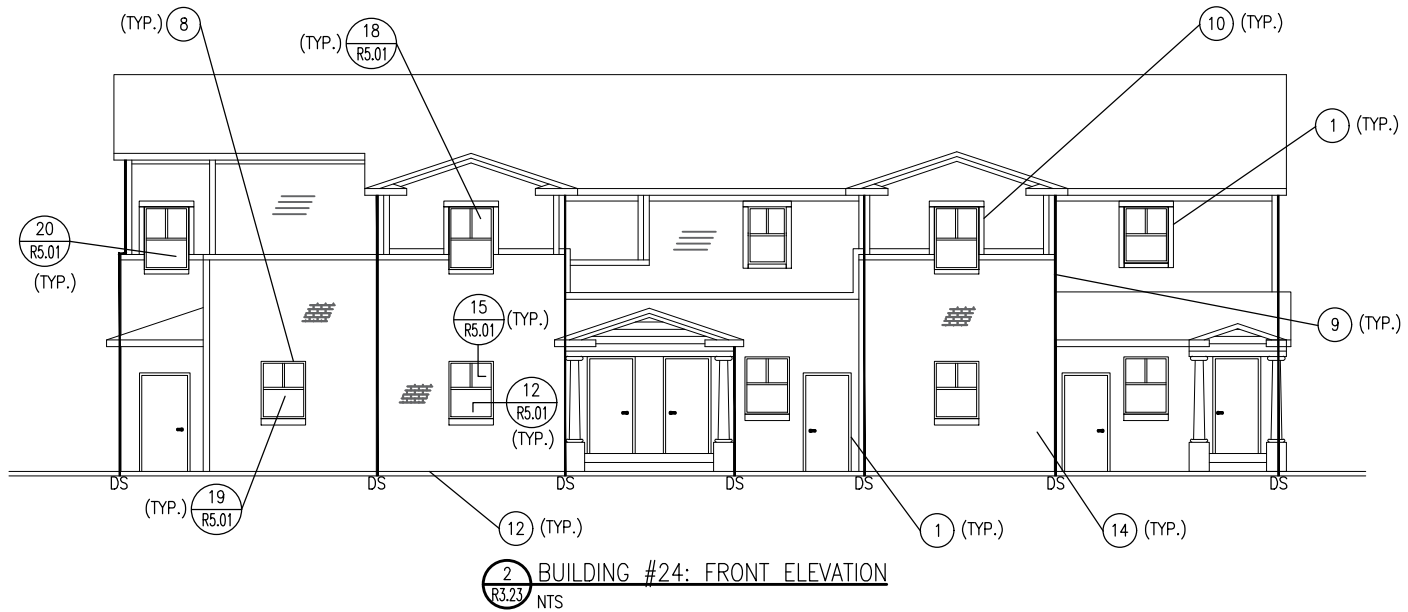 (TYP.) 8
(TYP.) 18
R5.01
10 (TYP.)
1 (TYP.)
20
R5.01
(TYP.)
15
R5.01 (TYP.)
9 (TYP.)
12
R5.01
(TYP.)
DS DS DS DS DS DS DS
(TYP.) 19
R5.01
12 (TYP.)
1 (TYP.)
14 (TYP.)
2
R3.23
BUILDING #24: FRONT ELEVATION
NTS